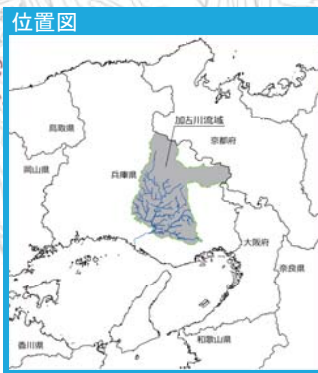 位置図
加古川流域
鳥取県
京都府
岡山県
兵庫県
大阪府
奈良県
和歌山県
香川県